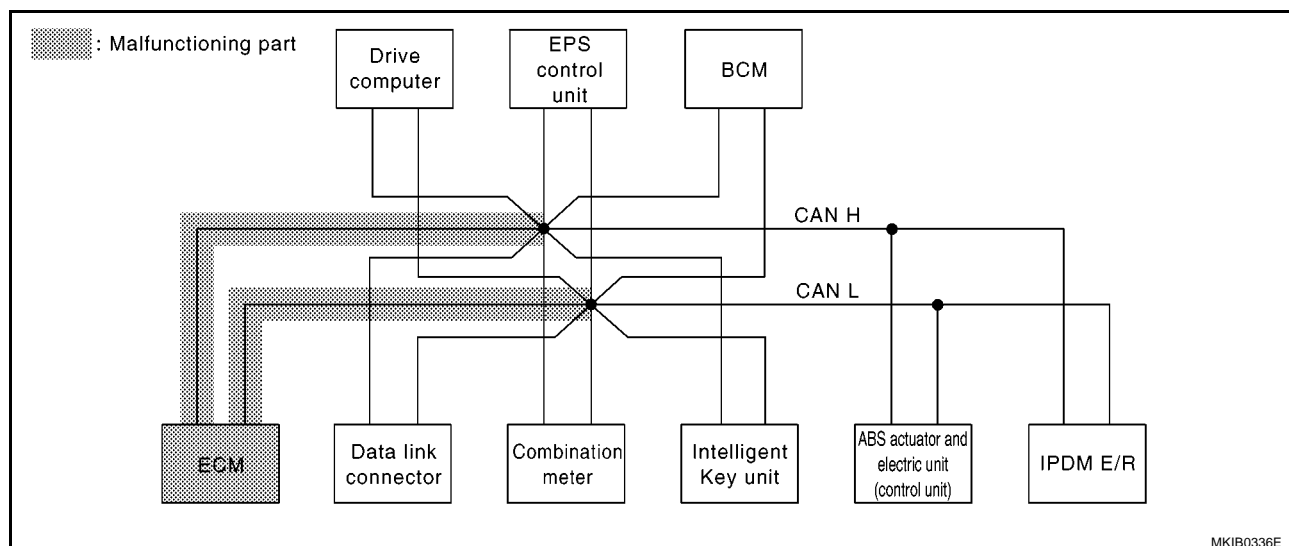 : Malfunctioning part
Drive
computer
EPS
control
unit
BCM
CAN H
CAN L
ECM
Data link
connector
Combination
meter
Intelligent
Key unit
ABS actuator and
electric unit
(control unit)
IPDM E/R
MKIB0336E